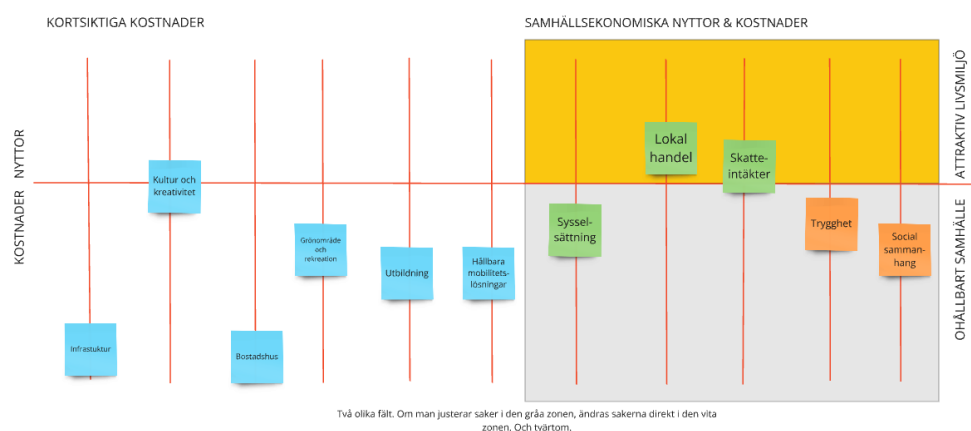 KORTSIKTIGA KOSTNADER
SAMHÄLLSEKONOMISKA NYTTOR & KOSTNADER
KOSTNADER NYTTOR
Kultur och
kreativitet
Infrastuktur
Bostadshus
Grönområde
och
rekreation
Utbildning
Hållbara
mobilitets-
lösningar
Syssel-
sättning
Lokal
handel
Skatte-
intäkter
Trygghet
Social
samman-
hang
ATTRAKTIV LIVSMILJÖ
OHÅLLBART SAMHÄLLE
Två olika fält. Om man justerar saker i den gråa zonen, ändras sakerna direkt i den vita
zonen. Och tvärtom.